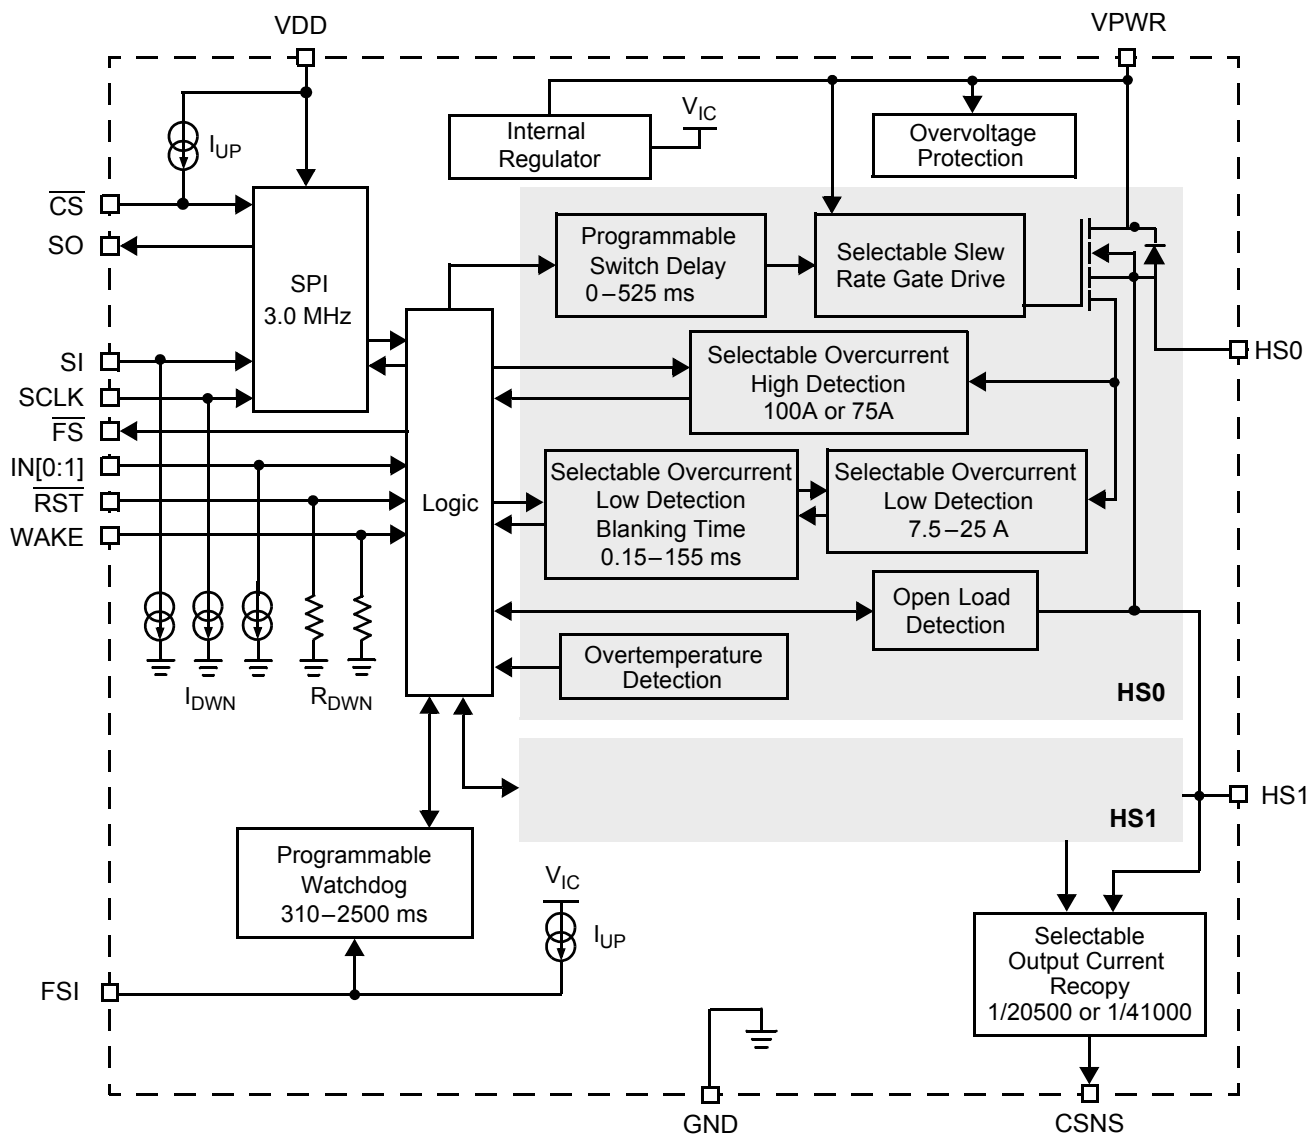 VDD
VPWR
Internal
Regulator
VIC
Overvoltage
Protection
IUP
CS
SO
SPI
3.0 MHz
Programmable
Switch Delay
0–525 ms
Selectable Slew
Rate Gate Drive
HS0
SI
SCLK
FS
IN[0:1]
RST
WAKE
Logic
Selectable Overcurrent
High Detection
100A or 75A
Selectable Overcurrent
Low Detection
Blanking Time
0.15–155 ms
Selectable Overcurrent
Low Detection
7.5–25 A
Open Load
Detection
Overtemperature
Detection
IDWN
RDWN
HS0
HS1
HS1
Programmable
Watchdog
310–2500 ms
VIC
IUP
FSI
Selectable
Output Current
Recopy
1/20500 or 1/41000
GND
CSNS